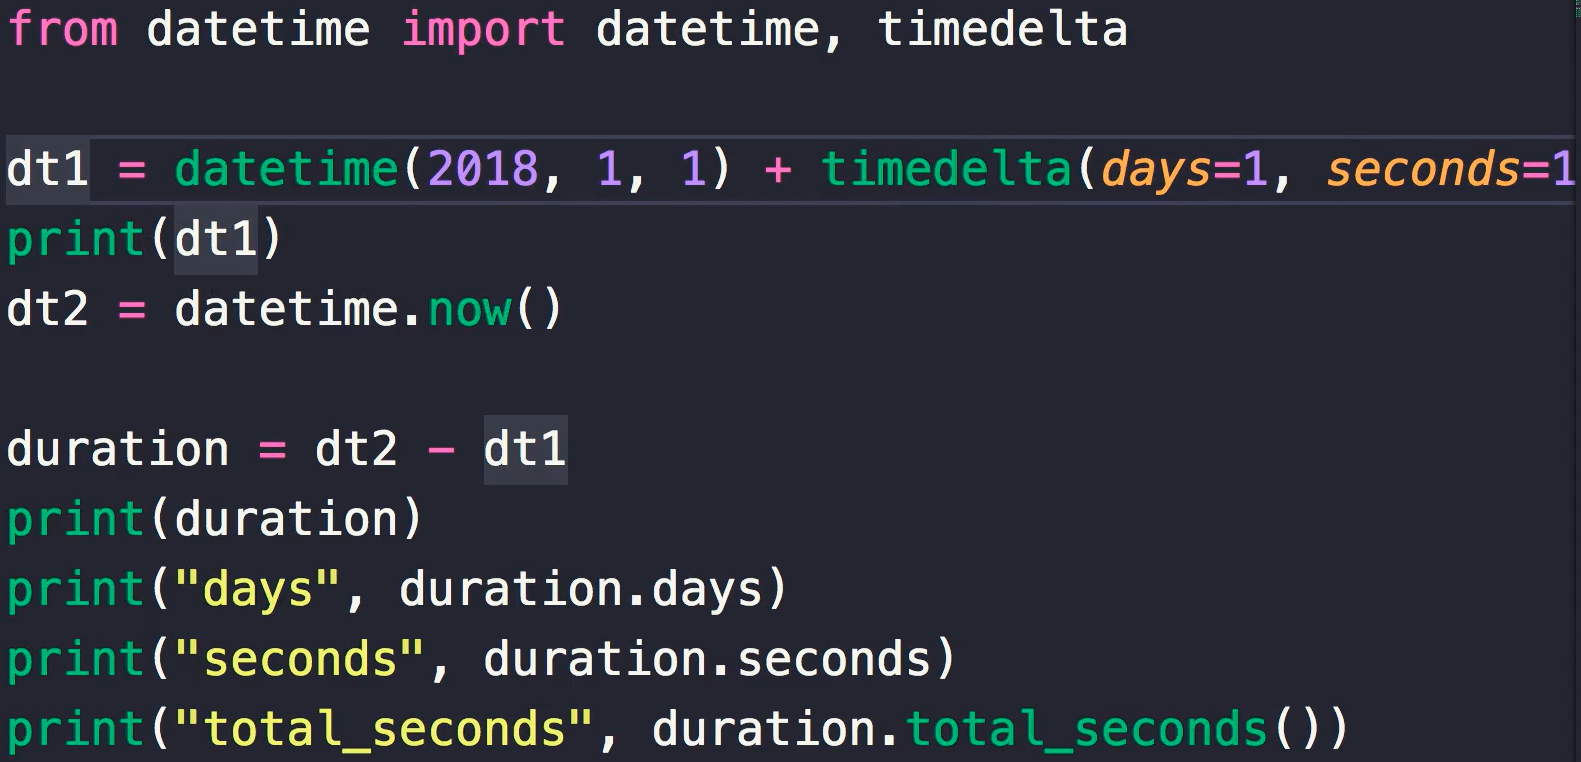 from datetime import datetime, timedelta
dt1 = datetime(2018, 1, 1) + timedelta(days=1, seconds=1
print(dt1)
dt2 = datetime.now()
duration = dt2 - dt1
print(duration)
print("days", duration.days)
print("seconds", duration.seconds)
print("total_seconds", duration.total_seconds())